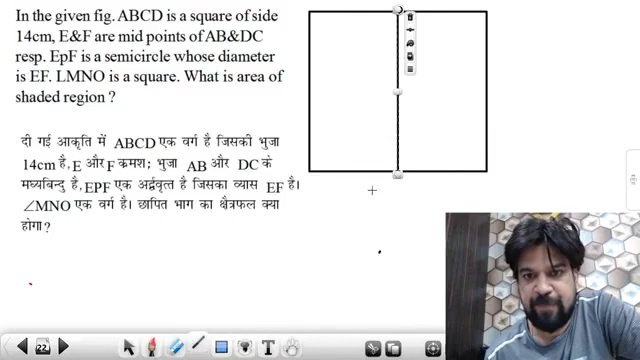 In the given fig. ABCD is a square of side
14cm, E&F are mid points of AB&DC
resp. EpF is a semicircle whose diameter
is EF. LMNO is a square. What is area of
shaded region ?
दी गई आकृति में ABCD एक वर्ग है जिसकी भुजा
14cm है, E और F क्रमश; भुजा AB और DC के
मध्यबिन्दु है, EPF एक अर्द्धवृत्त है जिसका व्यास EF है।
∠MNO एक वर्ग है। छापित भाग का क्षैत्रफल क्या
होगा?
22
T